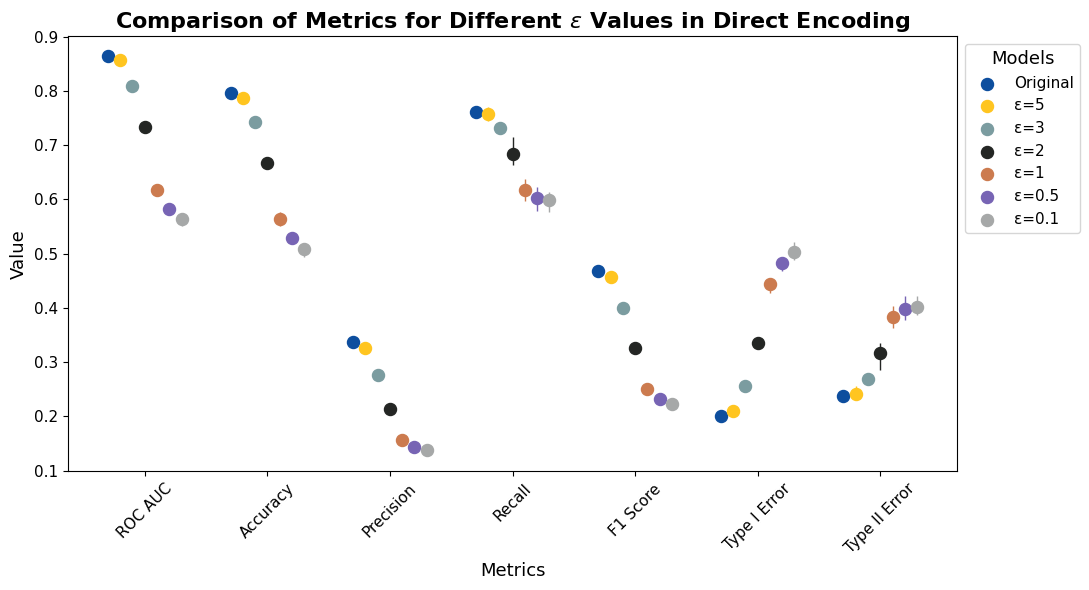 Comparison of Metrics for Different ε Values in Direct Encoding
Value
0.9
0.8
0.7
0.6
0.5
0.4
0.3
0.2
0.1
ROC AUC
Accuracy
Precision
Recall
F1 Score
Type I Error
Type II Error
Metrics
Models
Original
ε=5
ε=3
ε=2
ε=1
ε=0.5
ε=0.1